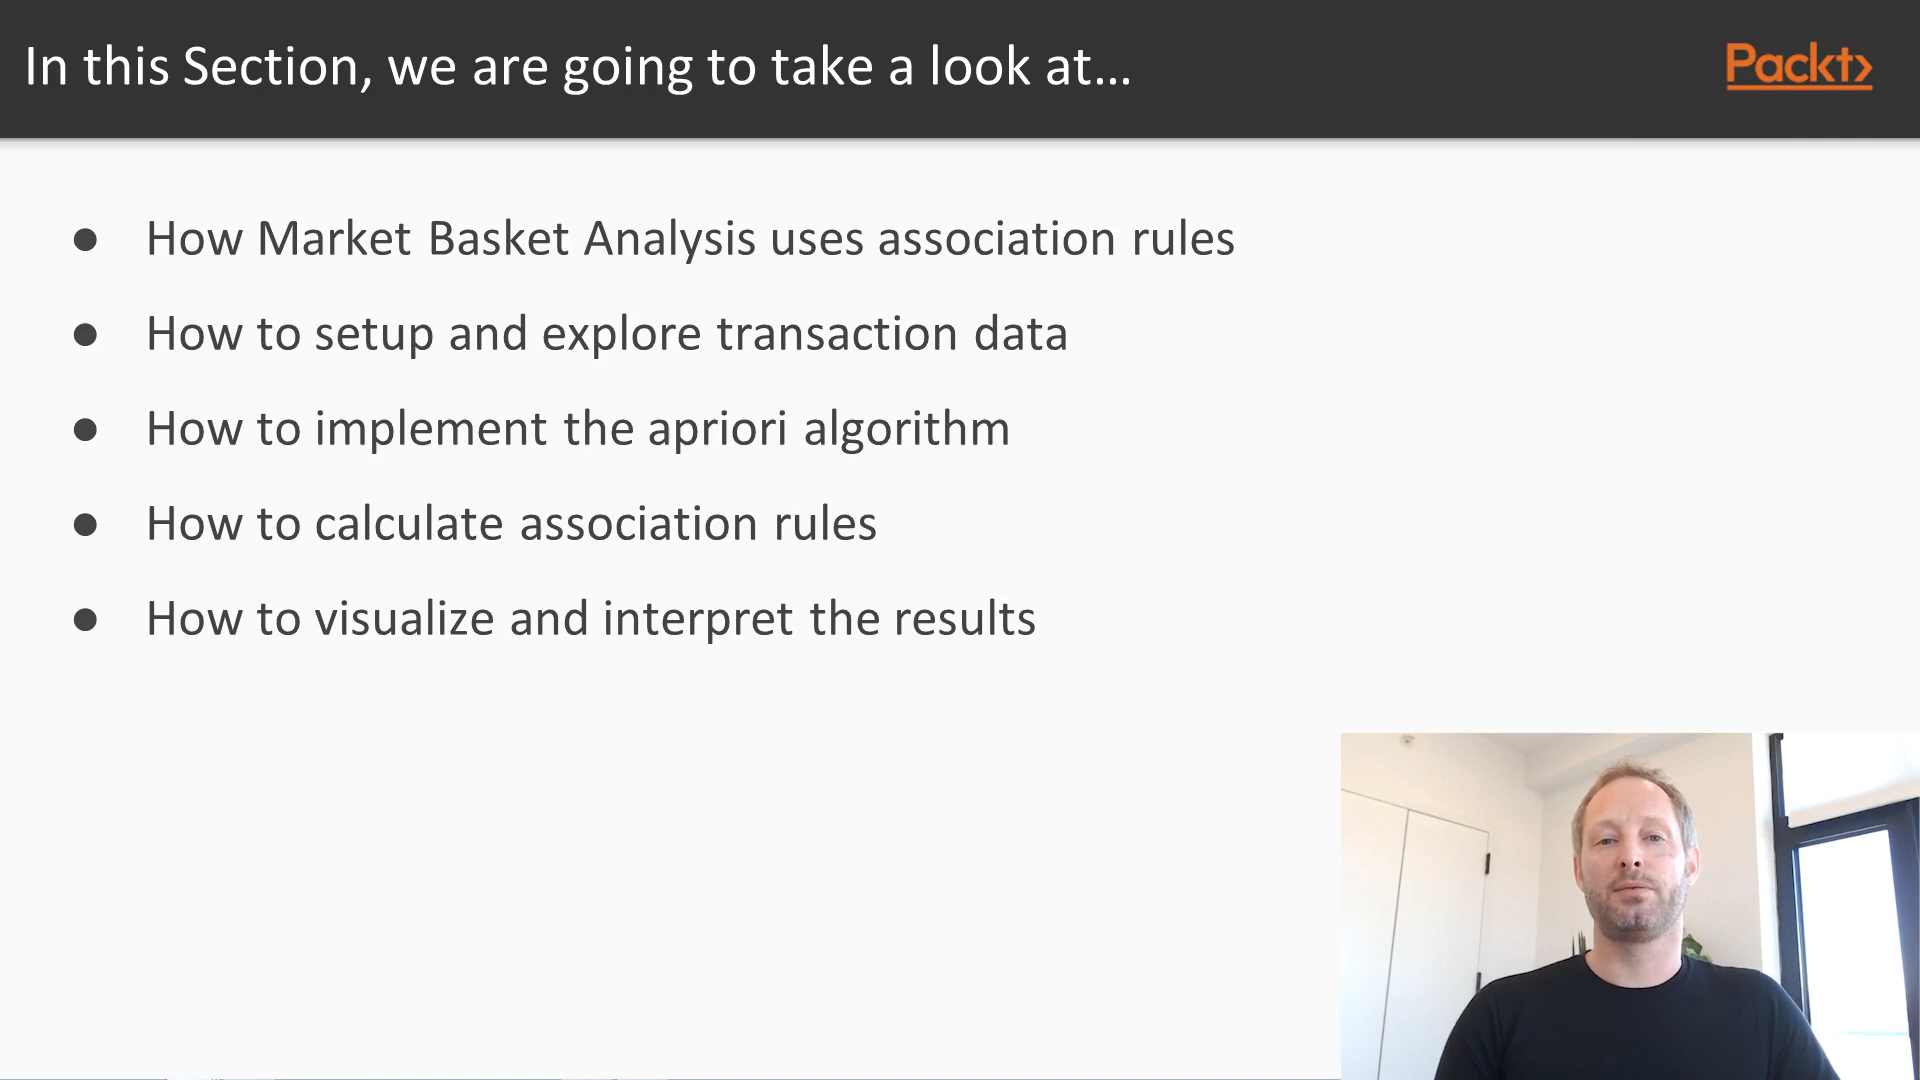 In this Section, we are going to take a look at...
Packt>
● How Market Basket Analysis uses association rules
● How to setup and explore transaction data
● How to implement the apriori algorithm
● How to calculate association rules
● How to visualize and interpret the results